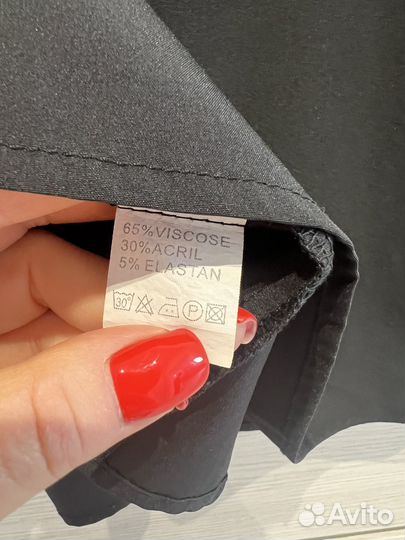 65%VISCOSE
30%ACRIL
5% ELASTAN
30°
P
Avito